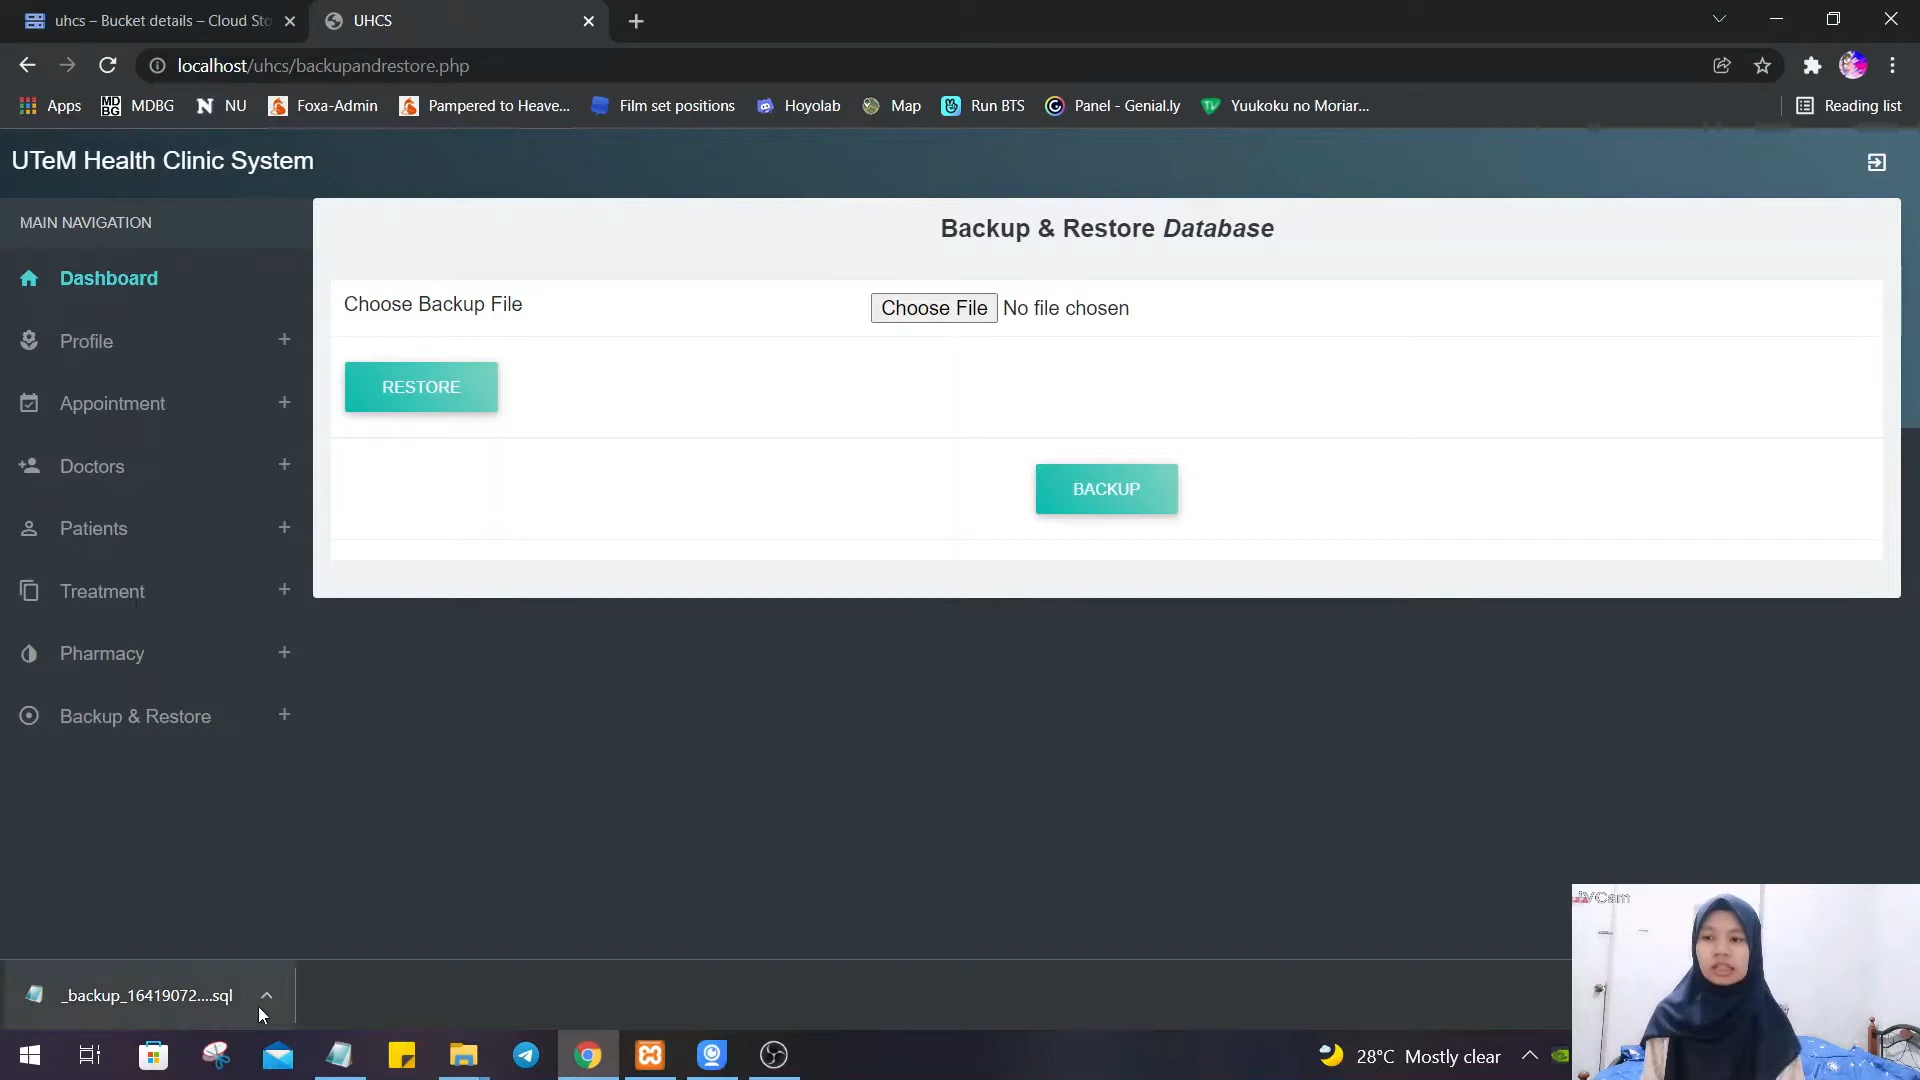 uhcs – Bucket details – Cloud Sto
UHCS
localhost/uhcs/backupandrestore.php
Apps
MDBG
NU
Foxa-Admin
Pampered to Heave...
Film set positions
Hoyolab
Map
Run BTS
Panel - Genial.ly
Yuukoku no Moriar...
Reading list
UTeM Health Clinic System
MAIN NAVIGATION
Dashboard
Profile +
Appointment +
Doctors +
Patients +
Treatment +
Pharmacy +
Backup & Restore +
Backup & Restore Database
Choose Backup File
Choose File No file chosen
RESTORE
BACKUP
_backup_16419072....sql
28°C Mostly clear